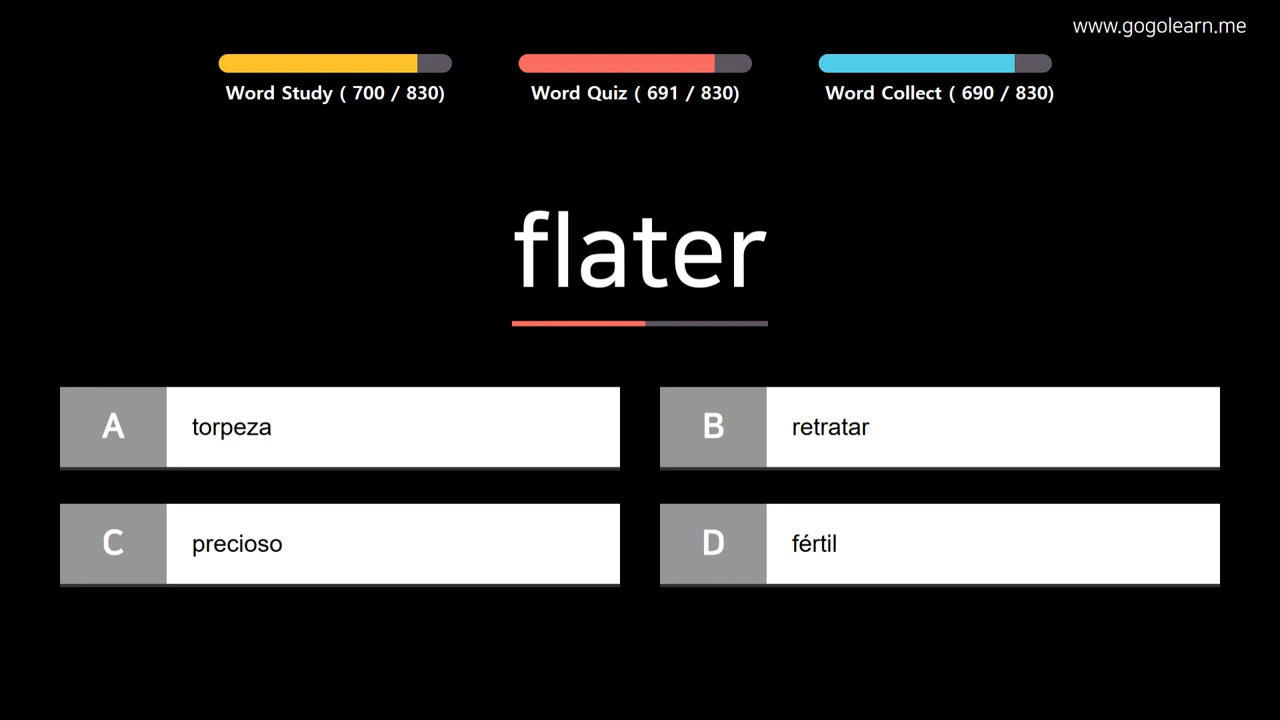 www.gogolearn.me
Word Study ( 700 / 830)
Word Quiz ( 691 / 830)
Word Collect ( 690 / 830)
flater
A torpeza
B retratar
C precioso
D fértil